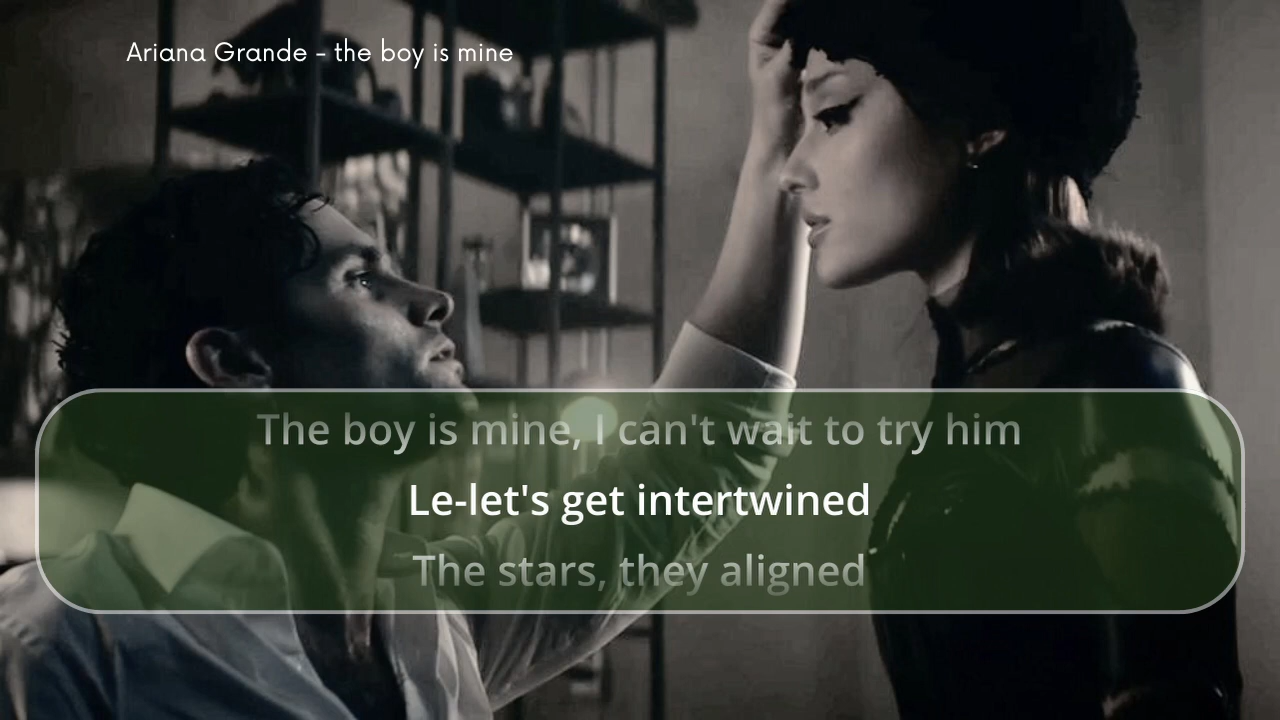 Ariana Grande - the boy is mine
The boy is mine, I can't wait to try him
Le-let's get intertwined
The stars, they aligned